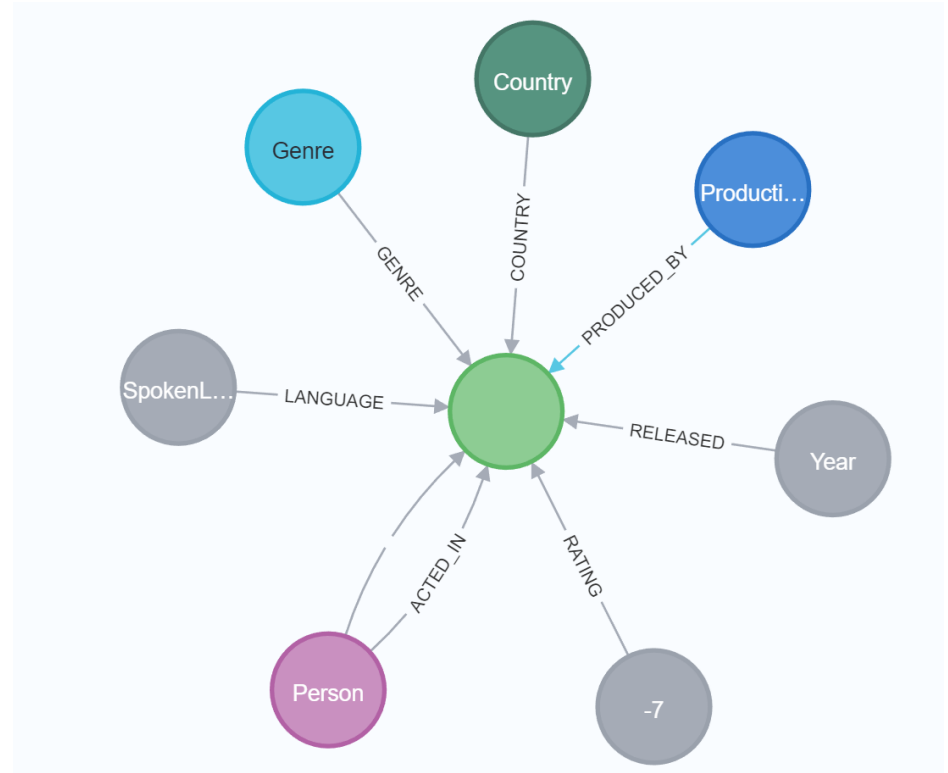 Country
Genre
Producti...
COUNTRY
GENRE
PRODUCED_BY
SpokenL...
LANGUAGE
RELEASED
Year
ACTED_IN
RATING
Person
-7